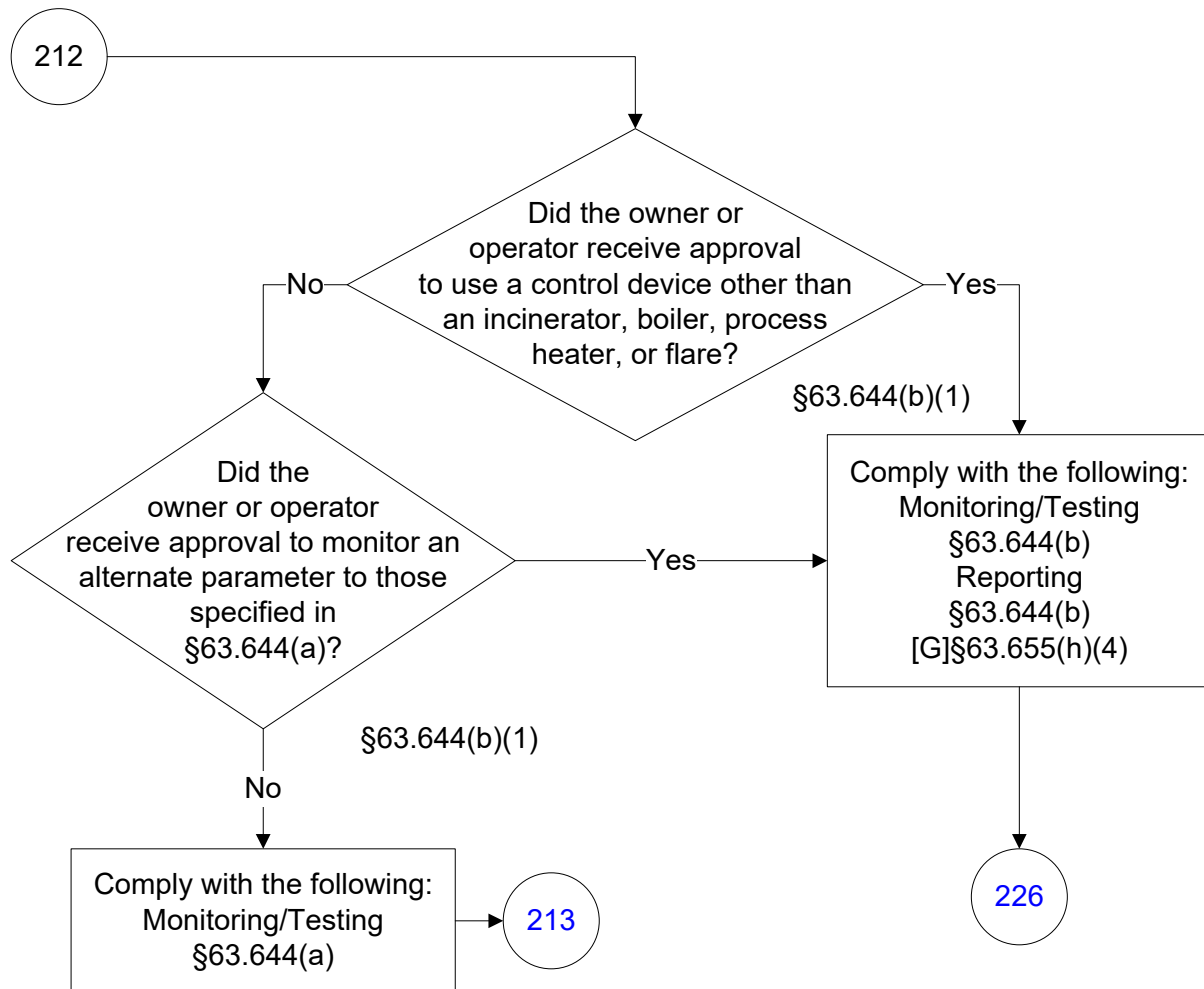 212
Did the owner or
operator receive approval
to use a control device other than
an incinerator, boiler, process
heater, or flare?
No
Yes
§63.644(b)(1)
Did the
owner or operator
receive approval to monitor an
alternate parameter to those
specified in
§63.644(a)?
Yes
Comply with the following:
Monitoring/Testing
§63.644(b)
Reporting
§63.644(b)
[G]§63.655(h)(4)
§63.644(b)(1)
No
Comply with the following:
Monitoring/Testing
§63.644(a)
213
226